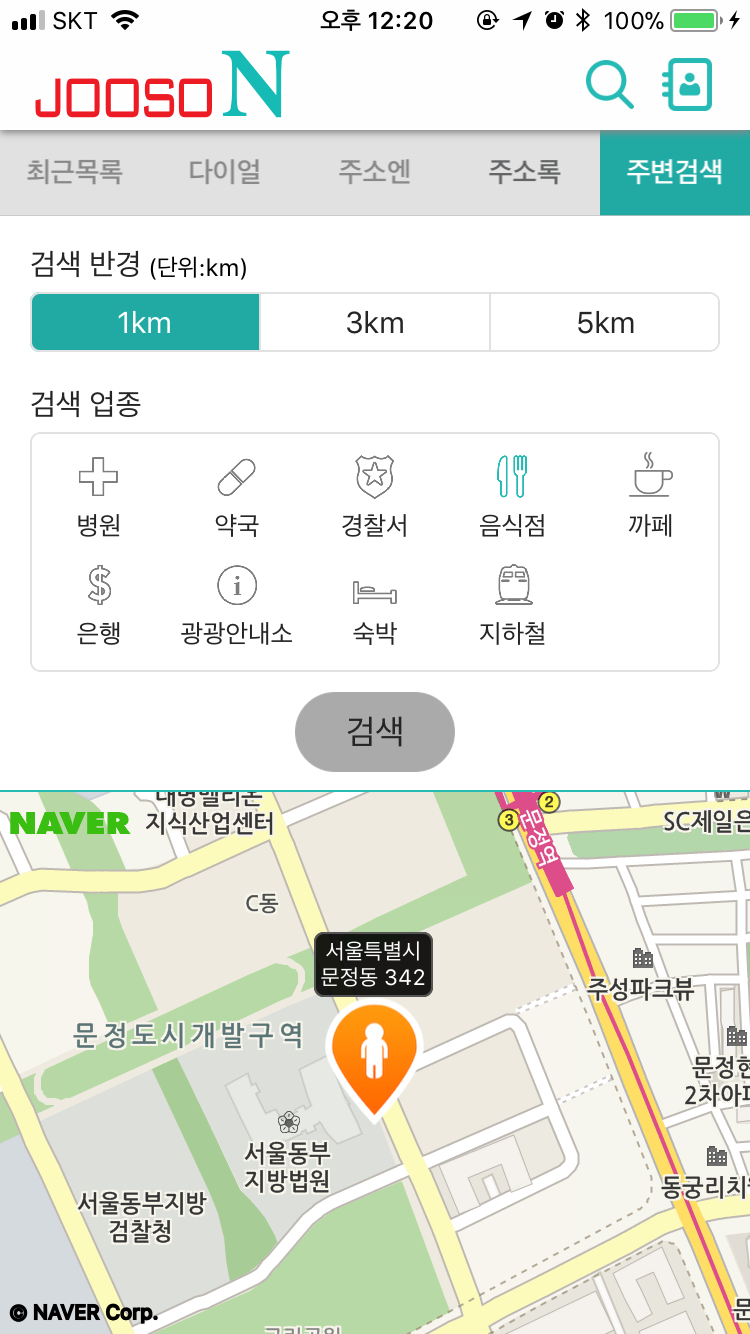 SKT 오후 12:20 100%
JOOSO N
최근목록 다이얼 주소엔 주소록 주변검색
검색 반경 (단위:km)
1km 3km 5km
검색 업종
병원 약국 경찰서 음식점 까페
은행 광광안내소 숙박 지하철
검색
NAVER
지식산업센터
2
3
문정역
SC제일은
C동
서울특별시
문정동 342
주성파크뷰
문정도시개발구역
문정현
2차아파
서울동부
지방법원
동궁리치
서울동부지방
검찰청
© NAVER Corp.
문